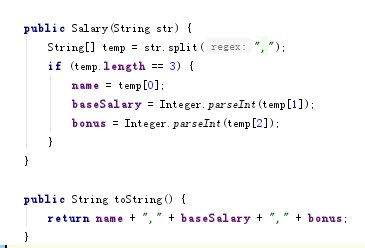 public Salary(String str) {
String[] temp = str.split( regex: ",");
if (temp.length == 3) {
name = temp[0];
baseSalary = Integer.parseInt(temp[1]);
bonus = Integer.parseInt(temp[2]);
}
}
public String toString() {
return name + "," + baseSalary + "," + bonus;
}